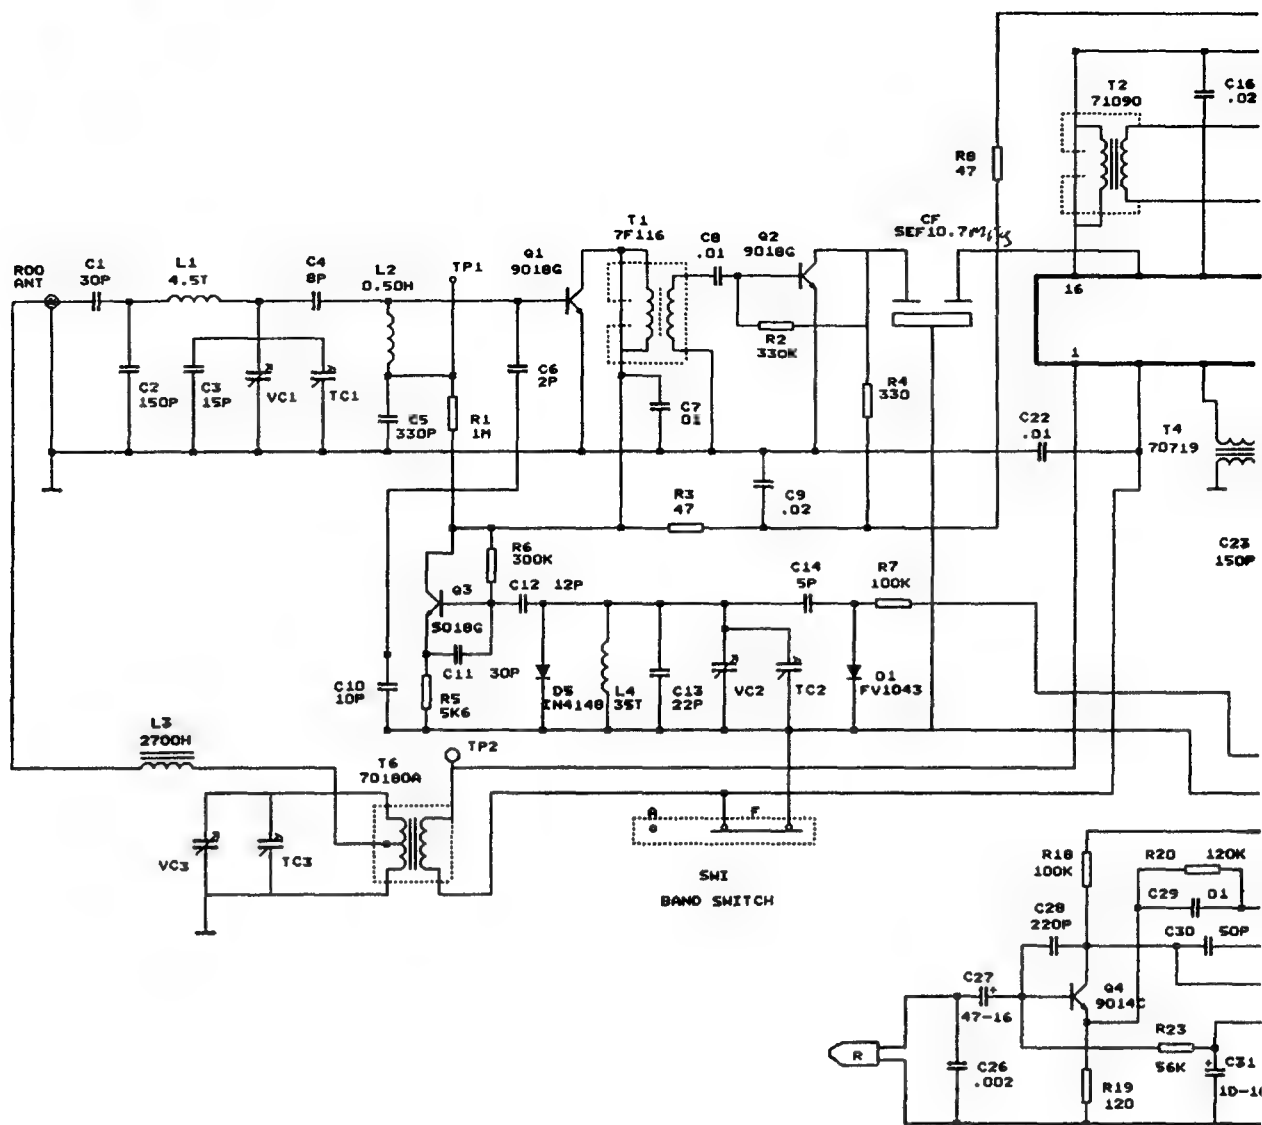 T2
71090
C16
.02
R8
47
CF
SEF10.7MHz
T1
7F116
C8
.01
Q2
9018G
Q1
9018G
ROD
ANT
C1
30P
L1
4.5T
C4
8P
L2
0.50H
TP1
16
1
R2
330K
R4
330
C6
2P
C2
150P
C3
15P
VC1
TC1
C5
330P
R1
1M
C7
01
C22
.01
T4
70719
R3
47
C9
.02
C23
150P
R6
300K
C12 12P
C14
5P
R7
100K
Q3
9018G
C11 30P
C10
10P
R5
5K6
D5
IN4148
L4
35T
C13
22P
VC2
TC2
D1
FV1043
L3
2700H
TP2
T6
70180A
A F
VC3
TC3
SW1
BAND SWITCH
R18
100K
R20 120K
C29 01
C28
220P
C30 50P
C27
47-16
Q4
9014C
R23
56K
R
C26
.002
R19
120
C31
10-16